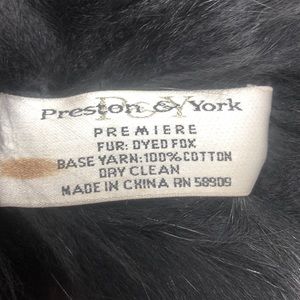 P&Y
Preston & York
PREMIERE
FUR: DYED FOX
BASE YARN:100% COTTON
DRY CLEAN
MADE IN CHINA RN 58909